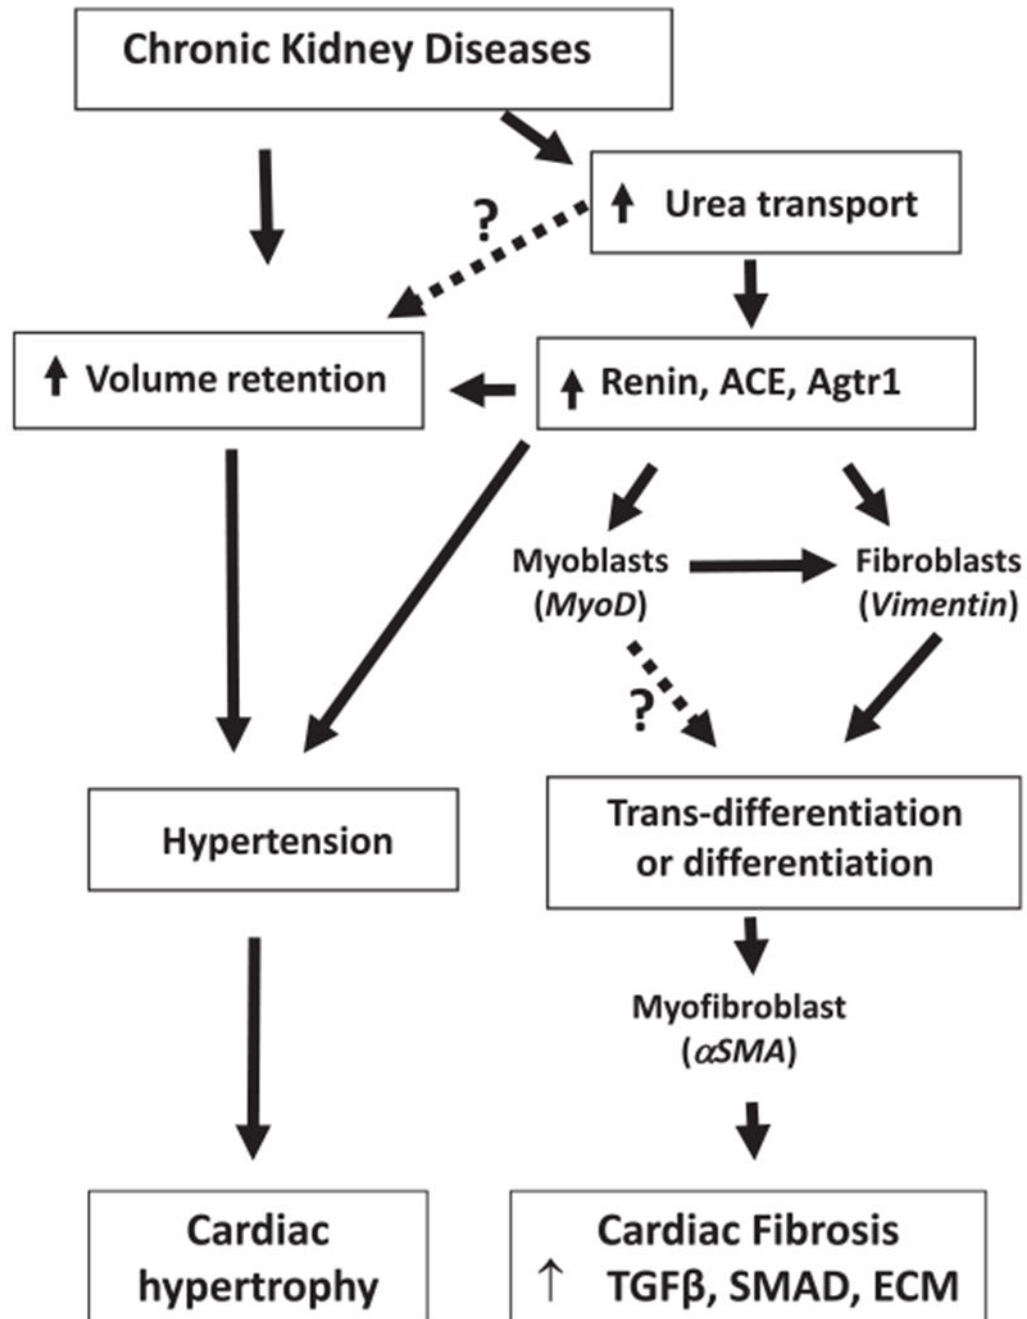 Chronic Kidney Diseases
↑ Urea transport
?
↑ Volume retention
↑ Renin, ACE, Agtr1
Myoblasts
(MyoD)
Fibroblasts
(Vimentin)
?
Hypertension
Trans-differentiation
or differentiation
Myofibroblast
(αSMA)
Cardiac
hypertrophy
Cardiac Fibrosis
↑ TGFβ, SMAD, ECM